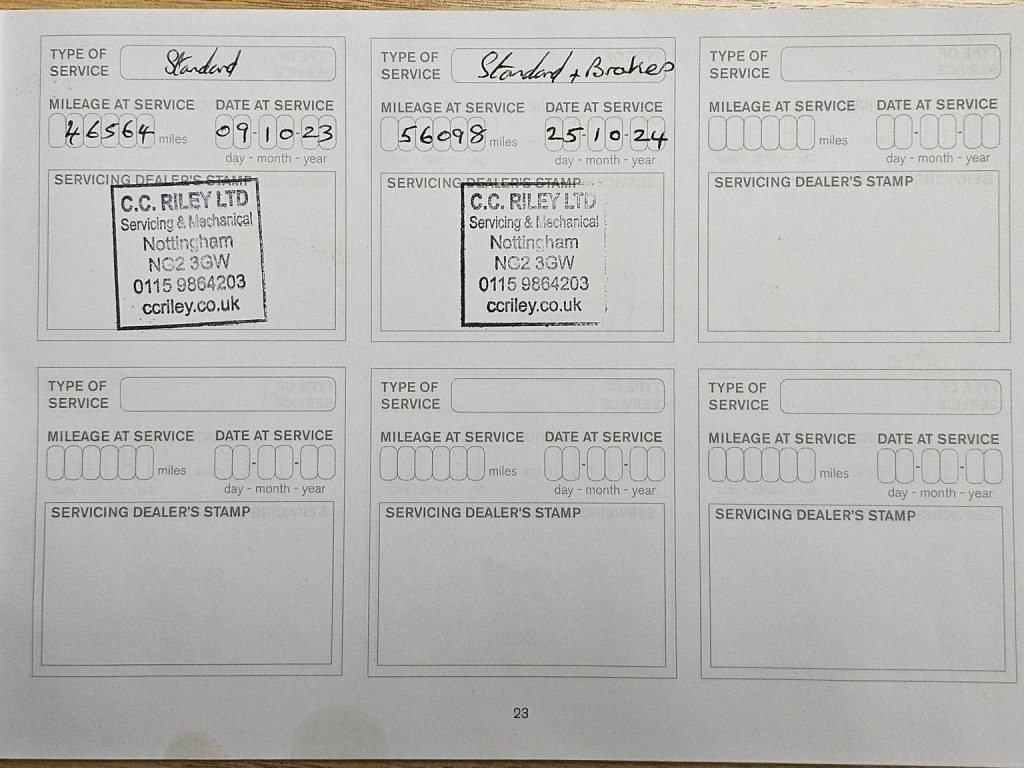 TYPE OF SERVICE Standard
MILEAGE AT SERVICE DATE AT SERVICE
46564 miles 09-10-23
day - month - year
SERVICING DEALER'S STAMP
C.C. RILEY LTD
Servicing & Mechanical
Nottingham
NG2 3GW
0115 9864203
ccriley.co.uk
TYPE OF SERVICE Standard + Brakes
MILEAGE AT SERVICE DATE AT SERVICE
56098 miles 25-10-24
day - month - year
SERVICING DEALER'S STAMP
C.C. RILEY LTD
Servicing & Mechanical
Nottingham
NG2 3GW
0115 9864203
ccriley.co.uk
TYPE OF SERVICE
MILEAGE AT SERVICE DATE AT SERVICE
miles
day - month - year
SERVICING DEALER'S STAMP
TYPE OF SERVICE
MILEAGE AT SERVICE DATE AT SERVICE
miles
day - month - year
SERVICING DEALER'S STAMP
TYPE OF SERVICE
MILEAGE AT SERVICE DATE AT SERVICE
miles
day - month - year
SERVICING DEALER'S STAMP
TYPE OF SERVICE
MILEAGE AT SERVICE DATE AT SERVICE
miles
day - month - year
SERVICING DEALER'S STAMP
23